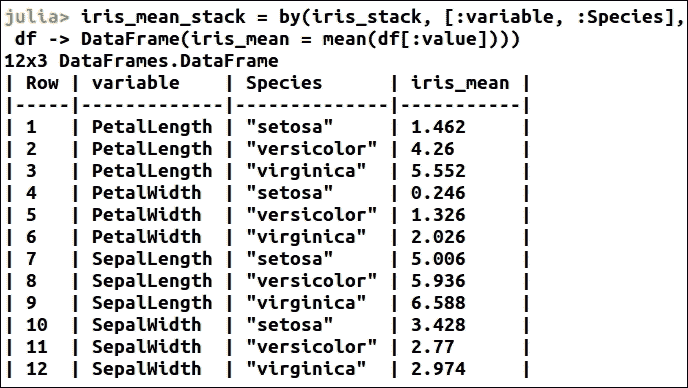 julia> iris_mean_stack = by(iris_stack, [:variable, :Species],
 df -> DataFrame(iris_mean = mean(df[:value])))
12x3 DataFrames.DataFrame
| Row | variable    | Species      | iris_mean |
|-----|-------------|--------------|-----------|
| 1   | PetalLength | "setosa"     | 1.462     |
| 2   | PetalLength | "versicolor" | 4.26      |
| 3   | PetalLength | "virginica"  | 5.552     |
| 4   | PetalWidth  | "setosa"     | 0.246     |
| 5   | PetalWidth  | "versicolor" | 1.326     |
| 6   | PetalWidth  | "virginica"  | 2.026     |
| 7   | SepalLength | "setosa"     | 5.006     |
| 8   | SepalLength | "versicolor" | 5.936     |
| 9   | SepalLength | "virginica"  | 6.588     |
| 10  | SepalWidth  | "setosa"     | 3.428     |
| 11  | SepalWidth  | "versicolor" | 2.77      |
| 12  | SepalWidth  | "virginica"  | 2.974     |